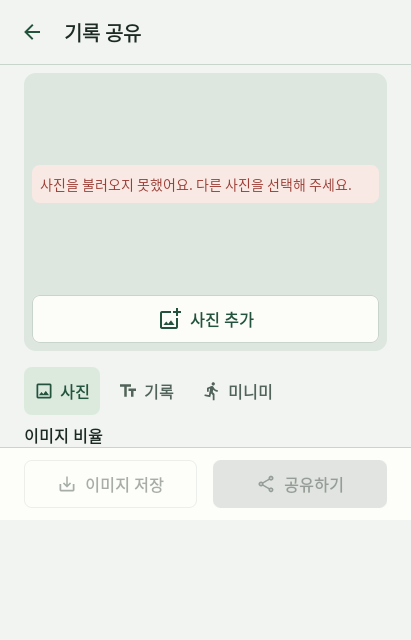 기록 공유
사진을 불러오지 못했어요. 다른 사진을 선택해 주세요.
사진 추가
사진
기록
미니미
이미지 비율
이미지 저장
공유하기